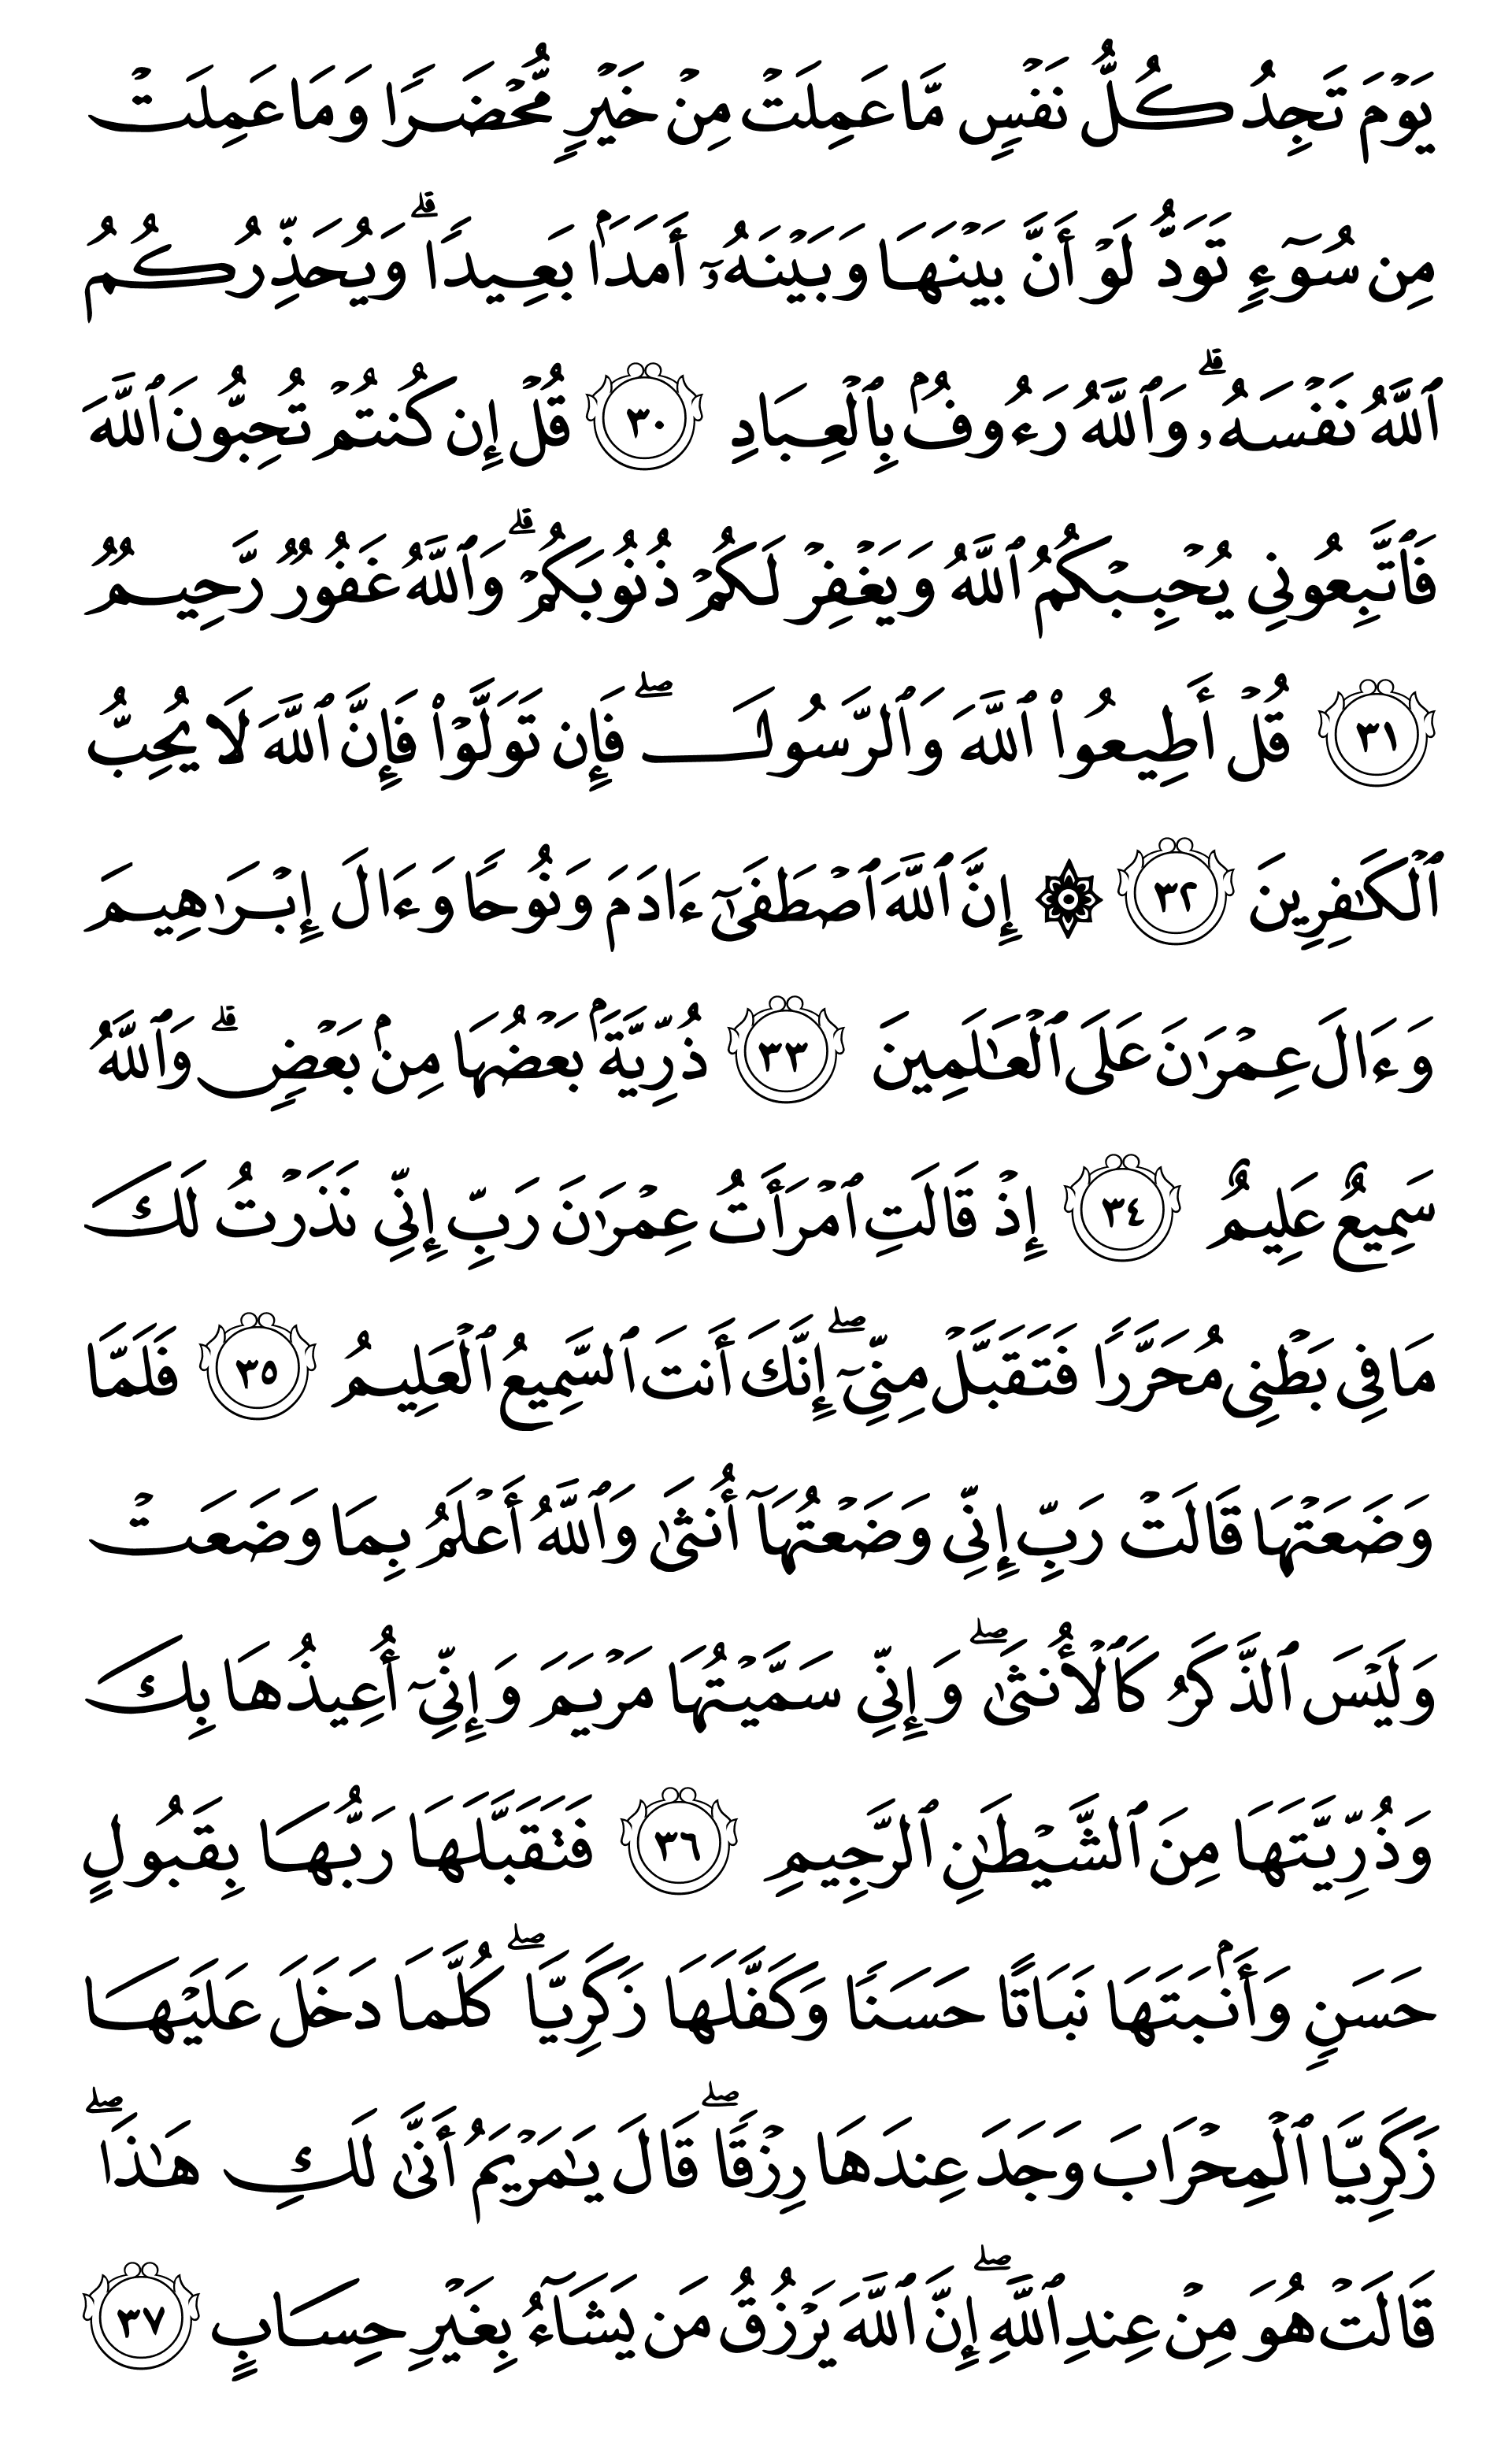 يَوْمَ تَجِدُ كُلُّ نَفْسٍ مَّا عَمِلَتْ مِنْ خَيْرٍ مُّحْضَرًا وَمَا عَمِلَتْ
مِن سُوٓءٍ تَوَدُّ لَوْ أَنَّ بَيْنَهَا وَبَيْنَهُۥٓ أَمَدًۢا بَعِيدًا ۗ وَيُحَذِّرُكُمُ
ٱللَّهُ نَفْسَهُۥ ۗ وَٱللَّهُ رَءُوفُۢ بِٱلْعِبَادِ ٣٠ قُلْ إِن كُنتُمْ تُحِبُّونَ ٱللَّهَ
فَٱتَّبِعُونِى يُحْبِبْكُمُ ٱللَّهُ وَيَغْفِرْ لَكُمْ ذُنُوبَكُمْ ۗ وَٱللَّهُ غَفُورٌ رَّحِيمٌ
٣١ قُلْ أَطِيعُوا۟ ٱللَّهَ وَٱلرَّسُولَ ۖ فَإِن تَوَلَّوْا۟ فَإِنَّ ٱللَّهَ لَا يُحِبُّ
ٱلْكَـٰفِرِينَ ٣٢ ۞ إِنَّ ٱللَّهَ ٱصْطَفَىٰٓ ءَادَمَ وَنُوحًا وَءَالَ إِبْرَٰهِيمَ
وَءَالَ عِمْرَٰنَ عَلَى ٱلْعَـٰلَمِينَ ٣٣ ذُرِّيَّةًۢ بَعْضُهَا مِنۢ بَعْضٍ ۗ وَٱللَّهُ
سَمِيعٌ عَلِيمٌ ٣٤ إِذْ قَالَتِ ٱمْرَأَتُ عِمْرَٰنَ رَبِّ إِنِّى نَذَرْتُ لَكَ
مَا فِى بَطْنِى مُحَرَّرًا فَتَقَبَّلْ مِنِّىٓ ۖ إِنَّكَ أَنتَ ٱلسَّمِيعُ ٱلْعَلِيمُ ٣٥ فَلَمَّا
وَضَعَتْهَا قَالَتْ رَبِّ إِنِّى وَضَعْتُهَآ أُنثَىٰ وَٱللَّهُ أَعْلَمُ بِمَا وَضَعَتْ
وَلَيْسَ ٱلذَّكَرُ كَٱلْأُنثَىٰ ۖ وَإِنِّى سَمَّيْتُهَا مَرْيَمَ وَإِنِّىٓ أُعِيذُهَا بِكَ
وَذُرِّيَّتَهَا مِنَ ٱلشَّيْطَـٰنِ ٱلرَّجِيمِ ٣٦ فَتَقَبَّلَهَا رَبُّهَا بِقَبُولٍ
حَسَنٍ وَأَنۢبَتَهَا نَبَاتًا حَسَنًا وَكَفَّلَهَا زَكَرِيَّا ۖ كُلَّمَا دَخَلَ عَلَيْهَا
زَكَرِيَّا ٱلْمِحْرَابَ وَجَدَ عِندَهَا رِزْقًا ۖ قَالَ يَـٰمَرْيَمُ أَنَّىٰ لَكِ هَـٰذَا ۖ
قَالَتْ هُوَ مِنْ عِندِ ٱللَّهِ ۖ إِنَّ ٱللَّهَ يَرْزُقُ مَن يَشَآءُ بِغَيْرِ حِسَابٍ ٣٧